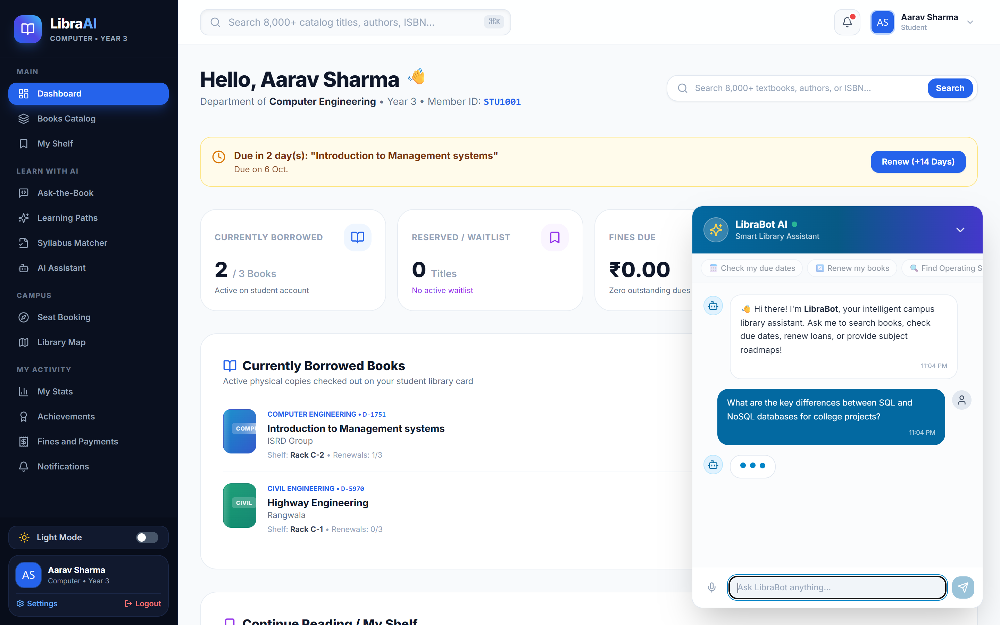 LibraAI
COMPUTER • YEAR 3
MAIN
Dashboard
Books Catalog
My Shelf
LEARN WITH AI
Ask-the-Book
Learning Paths
Syllabus Matcher
AI Assistant
CAMPUS
Seat Booking
Library Map
MY ACTIVITY
My Stats
Achievements
Fines and Payments
Notifications
Light Mode
AS
Aarav Sharma
Computer • Year 3
Settings
Logout
Search 8,000+ catalog titles, authors, ISBN...
⌘K
AS
Aarav Sharma
Student
Hello, Aarav Sharma 👋
Department of Computer Engineering • Year 3 • Member ID: STU1001
Search 8,000+ textbooks, authors, or ISBN...
Search
Due in 2 day(s): "Introduction to Management systems"
Due on 6 Oct.
Renew (+14 Days)
CURRENTLY BORROWED
2 / 3 Books
Active on student account
RESERVED / WAITLIST
0 Titles
No active waitlist
FINES DUE
₹0.00
Zero outstanding dues
Currently Borrowed Books
Active physical copies checked out on your student library card
COMPU
COMPUTER ENGINEERING • D-1751
Introduction to Management systems
ISRD Group
Shelf: Rack C-2 • Renewals: 1/3
CIVIL
CIVIL ENGINEERING • D-5970
Highway Engineering
Rangwala
Shelf: Rack C-1 • Renewals: 0/3
Continue Reading / My Shelf
LibraBot AI
Smart Library Assistant
Check my due dates
Renew my books
Find Operating S
👋 Hi there! I'm LibraBot, your intelligent campus
library assistant. Ask me to search books, check
due dates, renew loans, or provide subject
roadmaps!
11:04 PM
What are the key differences between SQL and
NoSQL databases for college projects?
11:04 PM
Ask LibraBot anything...